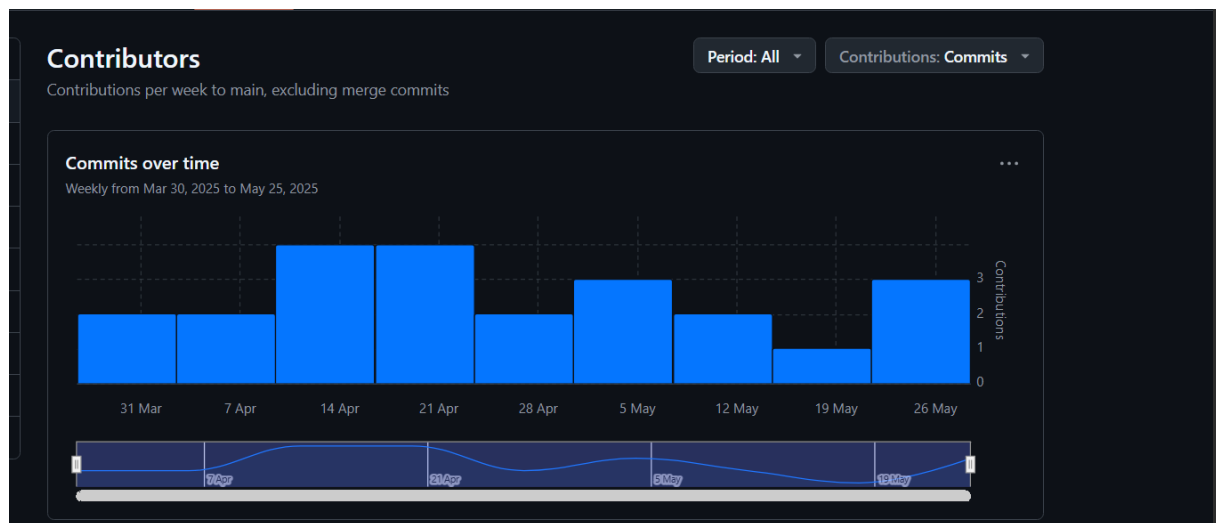 Contributors
Period: All
Contributions: Commits
Contributions per week to main, excluding merge commits
Commits over time
Weekly from Mar 30, 2025 to May 25, 2025
3
2
1
0
Contributions
31 Mar 7 Apr 14 Apr 21 Apr 28 Apr 5 May 12 May 19 May 26 May
7 Apr 21 Apr 5 May 19 May